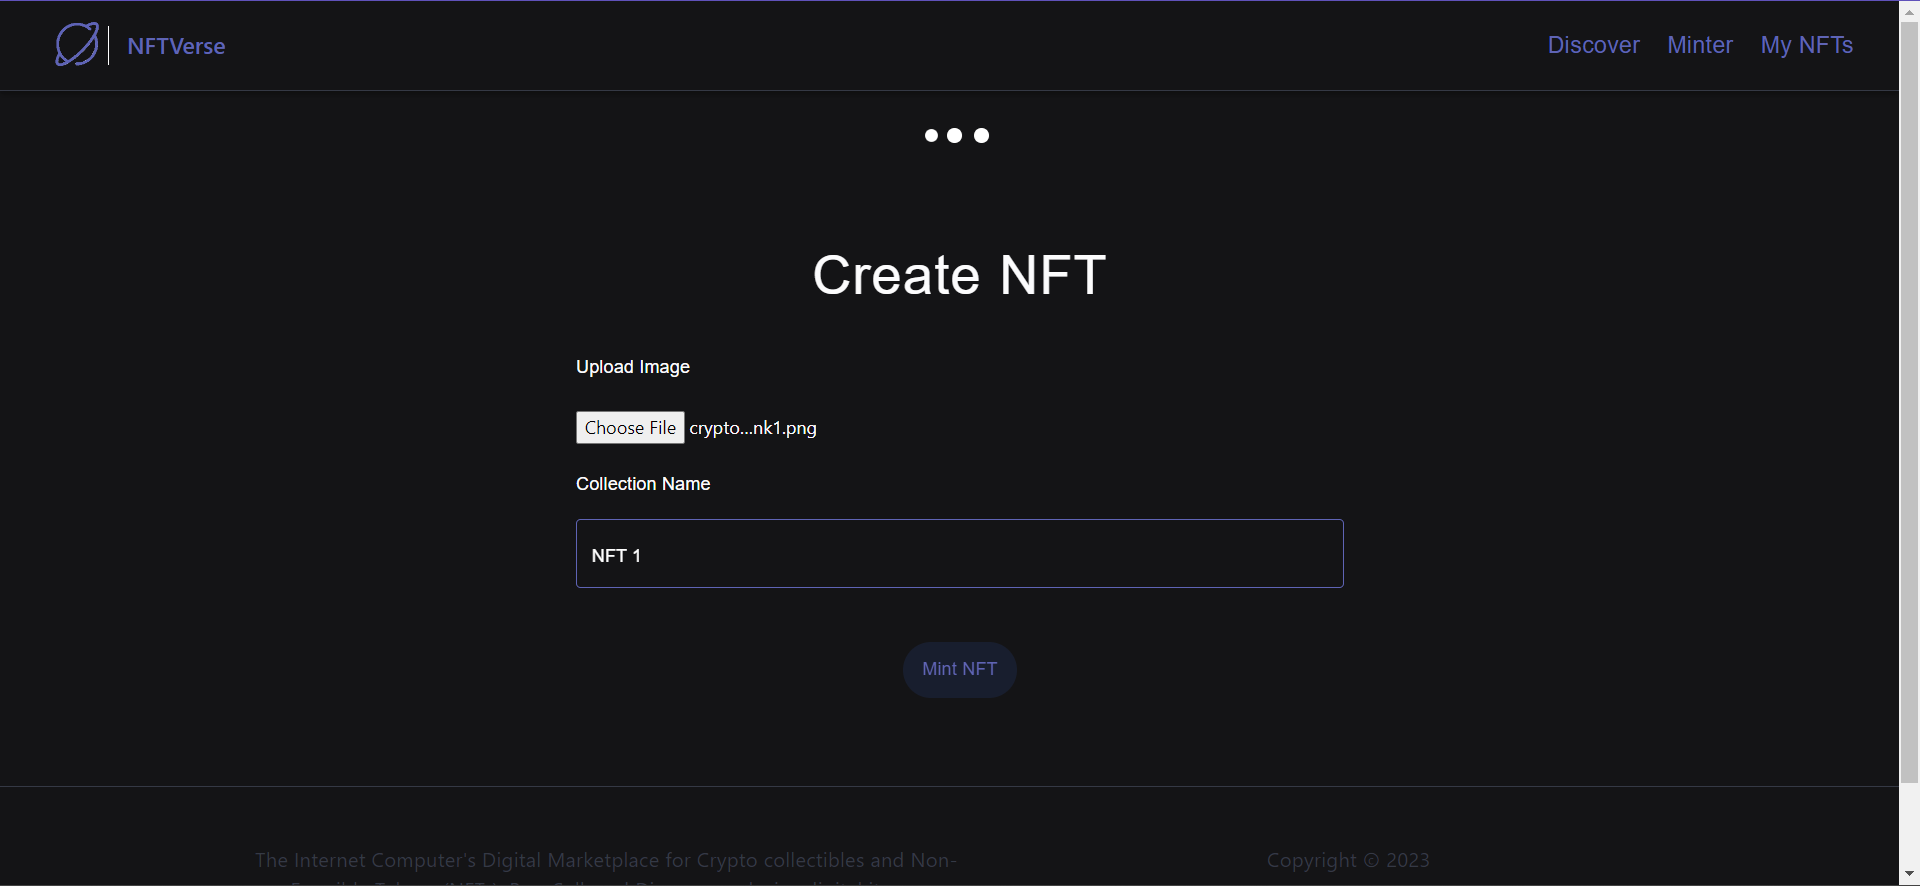 NFTVerse
Discover Minter My NFTs
Create NFT
Upload Image
Choose File crypto...nk1.png
Collection Name
NFT 1
Mint NFT
The Internet Computer's Digital Marketplace for Crypto collectibles and Non-
Copyright © 2023